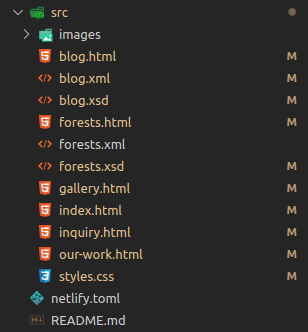 src
images
blog.html M
blog.xml M
blog.xsd M
forests.html M
forests.xml
forests.xsd M
gallery.html M
index.html M
inquiry.html M
our-work.html M
styles.css M
netlify.toml
README.md